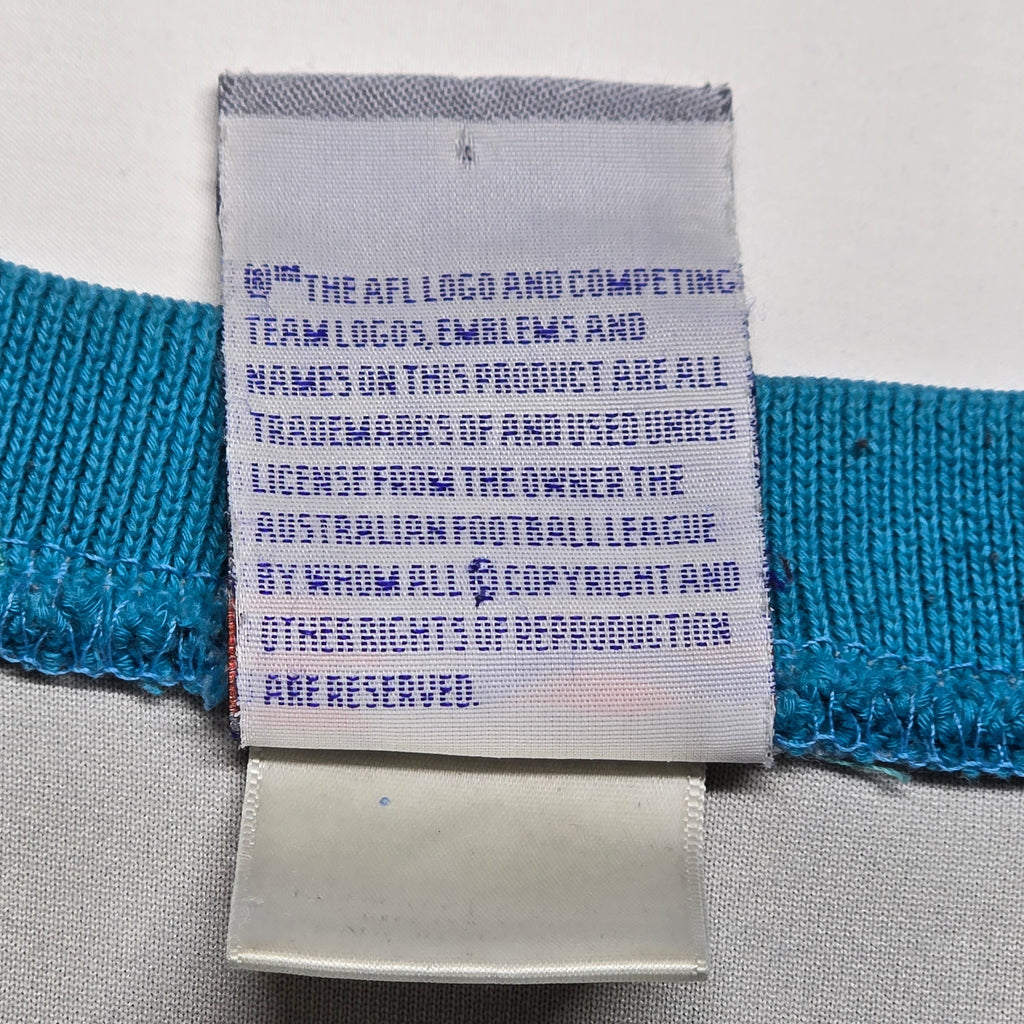 ®™ THE AFL LOGO AND COMPETING
TEAM LOGOS, EMBLEMS AND
NAMES ON THIS PRODUCT ARE ALL
TRADEMARKS OF AND USED UNDER
LICENSE FROM THE OWNER THE
AUSTRALIAN FOOTBALL LEAGUE
BY WHOM ALL © COPYRIGHT AND
OTHER RIGHTS OF REPRODUCTION
ARE RESERVED.